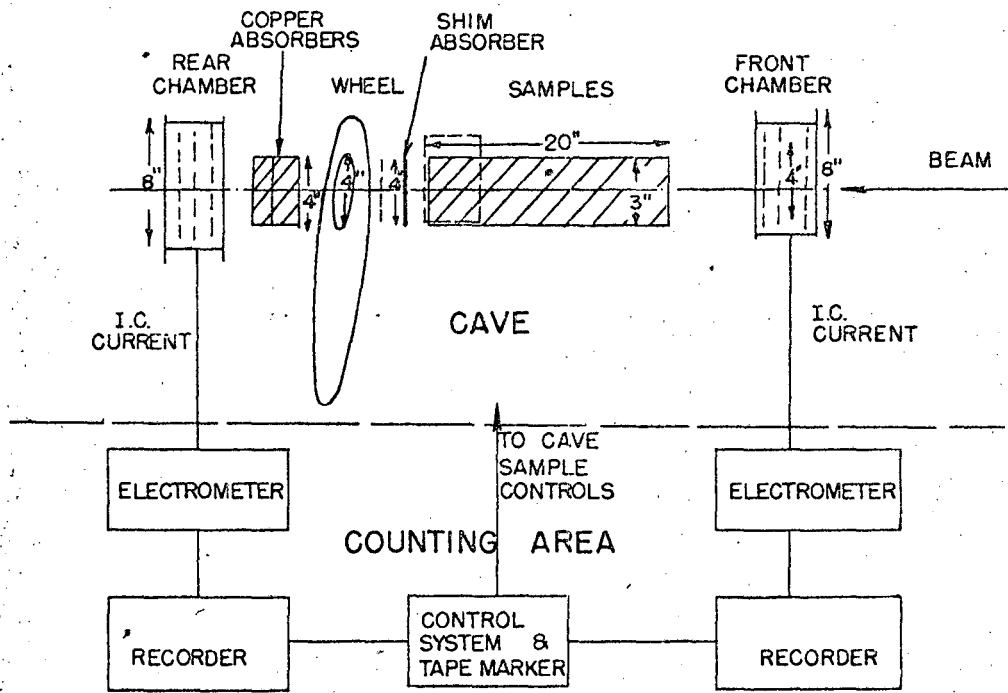 COPPER
ABSORBERS
SHIM
ABSORBER
REAR
CHAMBER
WHEEL
SAMPLES
FRONT
CHAMBER
8"
4"
4"
4"
20"
3"
4"
8"
BEAM
I.C.
CURRENT
CAVE
I.C.
CURRENT
TO CAVE
SAMPLE
CONTROLS
ELECTROMETER
ELECTROMETER
COUNTING AREA
RECORDER
CONTROL
SYSTEM &
TAPE MARKER
RECORDER